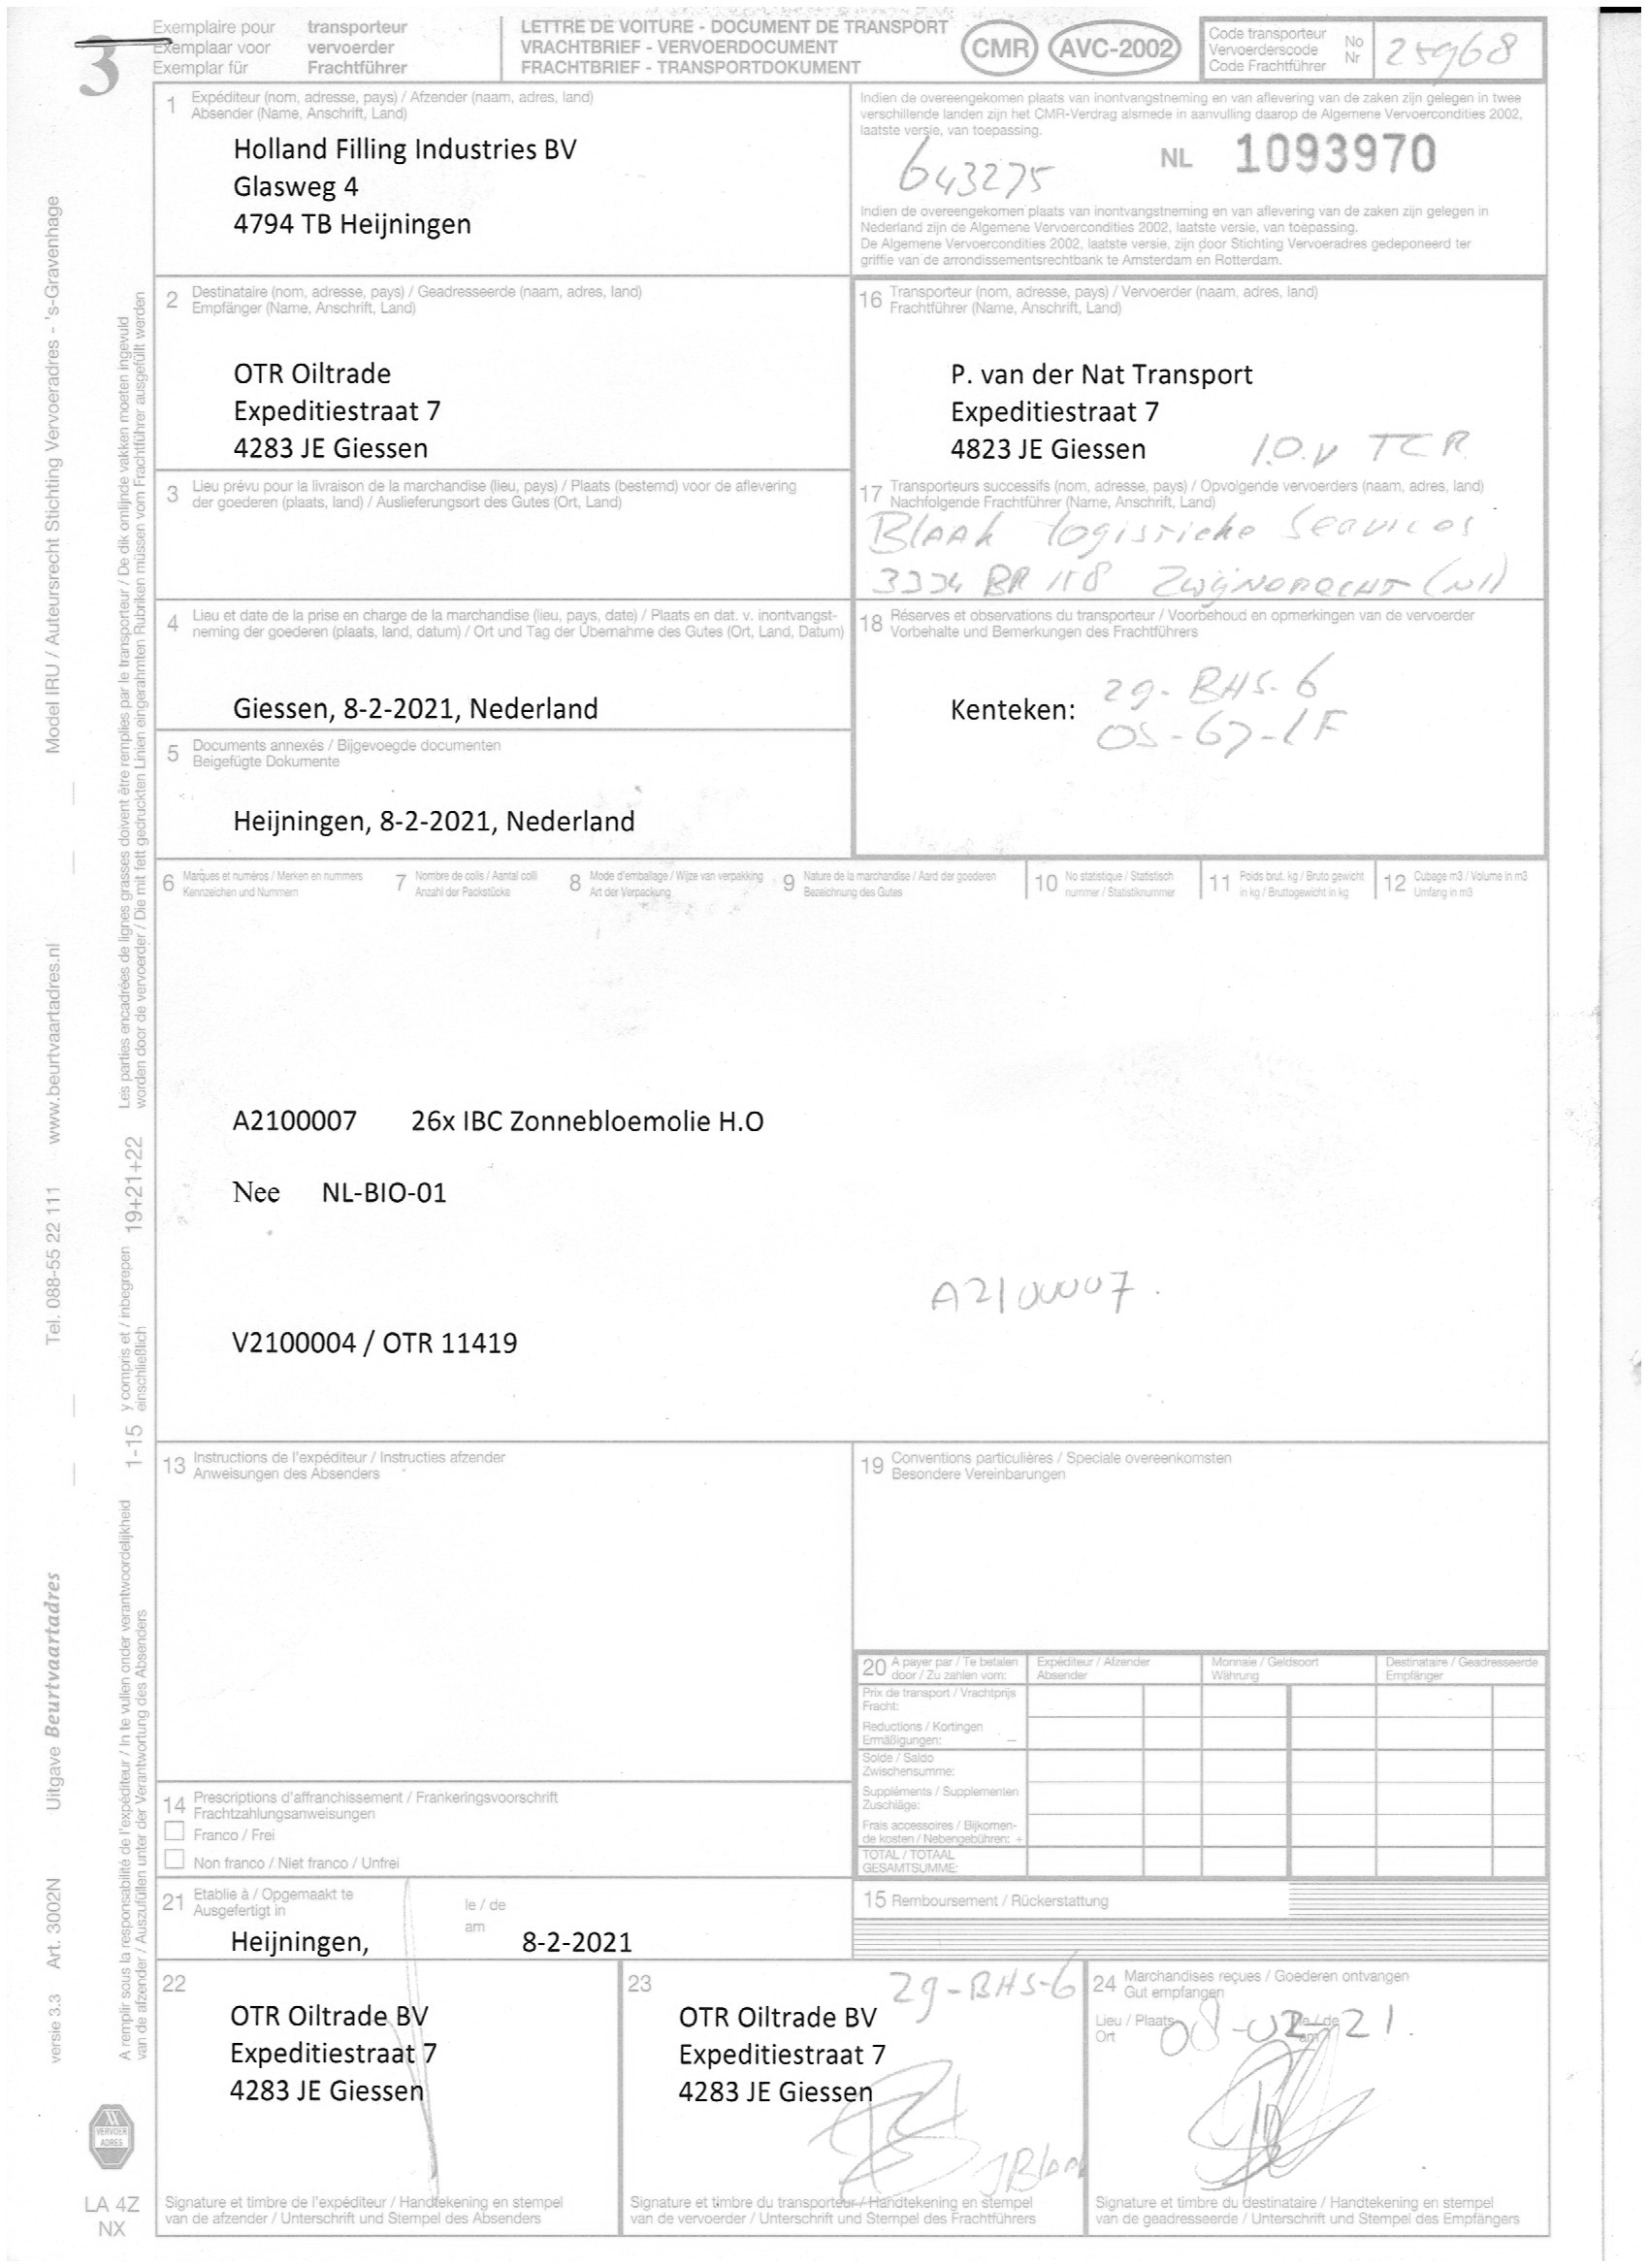 3
Exemplaire pour transporteur
Exemplaar voor vervoerder
Exemplar für Frachtführer
LETTRE DE VOITURE - DOCUMENT DE TRANSPORT
VRACHTBRIEF - VERVOERDOCUMENT
FRACHTBRIEF - TRANSPORTDOKUMENT
CMR AVC-2002
Code transporteur No
Vervoerderscode Nr
Code Frachtführer
25968
1 Expéditeur (nom, adresse, pays) / Afzender (naam, adres, land)
Absender (Name, Anschrift, Land)
Holland Filling Industries BV
Glasweg 4
4794 TB Heijningen
Indien de overeengekomen plaats van inontvangstneming en van aflevering van de zaken zijn gelegen in twee
verschillende landen zijn het CMR-Verdrag alsmede in aanvulling daarop de Algemene Vervoercondities 2002,
laatste versie, van toepassing.
643275
NL 1093970
Indien de overeengekomen plaats van inontvangstneming en van aflevering van de zaken zijn gelegen in
Nederland zijn de Algemene Vervoercondities 2002, laatste versie, van toepassing.
De Algemene Vervoercondities 2002, laatste versie, zijn door Stichting Vervoeradres gedeponeerd ter
griffie van de arrondissementsrechtbank te Amsterdam en Rotterdam.
2 Destinataire (nom, adresse, pays) / Geadresseerde (naam, adres, land)
Empfänger (Name, Anschrift, Land)
OTR Oiltrade
Expeditiestraat 7
4283 JE Giessen
16 Transporteur (nom, adresse, pays) / Vervoerder (naam, adres, land)
Frachtführer (Name, Anschrift, Land)
P. van der Nat Transport
Expeditiestraat 7
4823 JE Giessen
I.O.V TCR
3 Lieu prévu pour la livraison de la marchandise (lieu, pays) / Plaats (bestemd) voor de aflevering
der goederen (plaats, land) / Auslieferungsort des Gutes (Ort, Land)
17 Transporteurs successifs (nom, adresse, pays) / Opvolgende vervoerders (naam, adres, land)
Nachfolgende Frachtführer (Name, Anschrift, Land)
Blaak logistieke Services
3334 BR 118 Zwijndrecht (Nl)
4 Lieu et date de la prise en charge de la marchandise (lieu, pays, date) / Plaats en dat. v. inontvangst-
neming der goederen (plaats, land, datum) / Ort und Tag der Übernahme des Gutes (Ort, Land, Datum)
Giessen, 8-2-2021, Nederland
18 Réserves et observations du transporteur / Voorbehoud en opmerkingen van de vervoerder
Vorbehalte und Bemerkungen des Frachtführers
Kenteken:
29-BHS-6
OS-67-LF
5 Documents annexés / Bijgevoegde documenten
Beigefügte Dokumente
Heijningen, 8-2-2021, Nederland
6 Marques et numéros / Merken en nummers
Kennzeichen und Nummern
7 Nombre de colis / Aantal colli
Anzahl der Packstücke
8 Mode d'emballage / Wijze van verpakking
Art der Verpackung
9 Nature de la marchandise / Aard der goederen
Bezeichnung des Gutes
10 No statistique / Statistisch
nummer / Statistiknummer
11 Poids brut. kg / Bruto gewicht
in kg / Bruttogewicht in kg
12 Cubage m3 / Volume in m3
Umfang in m3
A2100007 26x IBC Zonnebloemolie H.O
Nee NL-BIO-01
A2100007.
V2100004 / OTR 11419
13 Instructions de l'expéditeur / Instructies afzender
Anweisungen des Absenders
19 Conventions particulières / Speciale overeenkomsten
Besondere Vereinbarungen
20 A payer par / Te betalen
door / Zu zahlen vom:
Expéditeur / Afzender
Absender
Monnaie / Geldsoort
Währung
Destinataire / Geadresseerde
Empfänger
Prix de transport / Vrachtprijs
Fracht:
Reductions / Kortingen
Ermäßigungen: —
Solde / Saldo
Zwischensumme:
Suppléments / Supplementen
Zuschläge:
Frais accessoires / Bijkomen-
de kosten / Nebengebühren: +
TOTAL / TOTAAL
GESAMTSUMME:
14 Prescriptions d'affranchissement / Frankeringsvoorschrift
Frachtzahlungsanweisungen
Franco / Frei
Non franco / Niet franco / Unfrei
21 Etablie à / Opgemaakt te
Ausgefertigt in
le / de
am
Heijningen, 8-2-2021
15 Remboursement / Rückerstattung
22
OTR Oiltrade BV
Expeditiestraat 7
4283 JE Giessen
Signature et timbre de l'expéditeur / Handtekening en stempel
van de afzender / Unterschrift und Stempel des Absenders
23
29-BHS-6
OTR Oiltrade BV
Expeditiestraat 7
4283 JE Giessen
JBlaak
Signature et timbre du transporteur / Handtekening en stempel
van de vervoerder / Unterschrift und Stempel des Frachtführers
24 Marchandises reçues / Goederen ontvangen
Gut empfangen
Lieu / Plaats le / de
Ort am
08-02-21.
Signature et timbre du destinataire / Handtekening en stempel
van de geadresseerde / Unterschrift und Stempel des Empfängers
Model IRU / Auteursrecht Stichting Vervoeradres - 's-Gravenhage
www.beurtvaartadres.nl
Tel. 088-55 22 111
Uitgave Beurtvaartadres
Art. 3002N
versie 3.3
Les parties encadrées de lignes grasses doivent être remplies par le transporteur / De dik omlijnde vakken moeten ingevuld
worden door de vervoerder / Die mit fett gedruckten Linien eingerahmten Rubriken müssen vom Frachtführer ausgefüllt werden
19+21+22
y compris et / inbegrepen
einschließlich
1-15
A remplir sous la responsabilité de l'expéditeur / In te vullen onder verantwoordelijkheid
van de afzender / Auszufüllen unter der Verantwortung des Absenders
VERVOER
ADRES
LA 4Z
NX